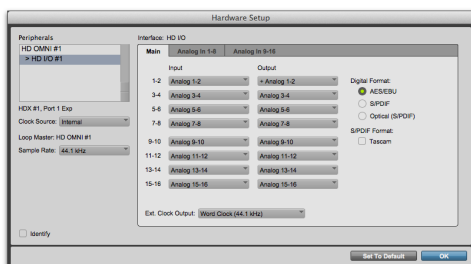 Hardware Setup
Peripherals
HD OMNI #1
> HD I/O #1
HDX #1, Port 1 Exp
Clock Source: Internal
Loop Master: HD OMNI #1
Sample Rate: 44.1 kHz
Identify
Interface: HD I/O
Main Analog In 1-8 Analog In 9-16
Input Output
1-2 Analog 1-2 + Analog 1-2
3-4 Analog 3-4 Analog 3-4
5-6 Analog 5-6 Analog 5-6
7-8 Analog 7-8 Analog 7-8
9-10 Analog 9-10 Analog 9-10
11-12 Analog 11-12 Analog 11-12
13-14 Analog 13-14 Analog 13-14
15-16 Analog 15-16 Analog 15-16
Ext. Clock Output: Word Clock (44.1 kHz)
Digital Format:
AES/EBU
S/PDIF
Optical (S/PDIF)
S/PDIF Format:
Tascam
Set To Default OK